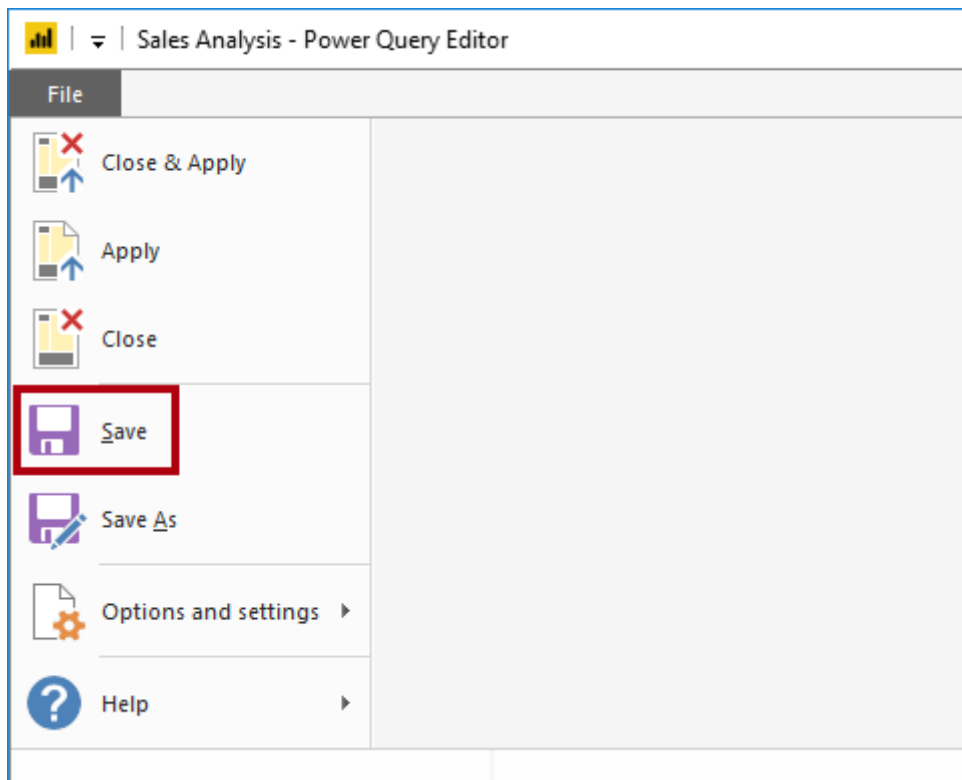 Sales Analysis - Power Query Editor
File
Close & Apply
Apply
Close
Save
Save As
Options and settings
Help